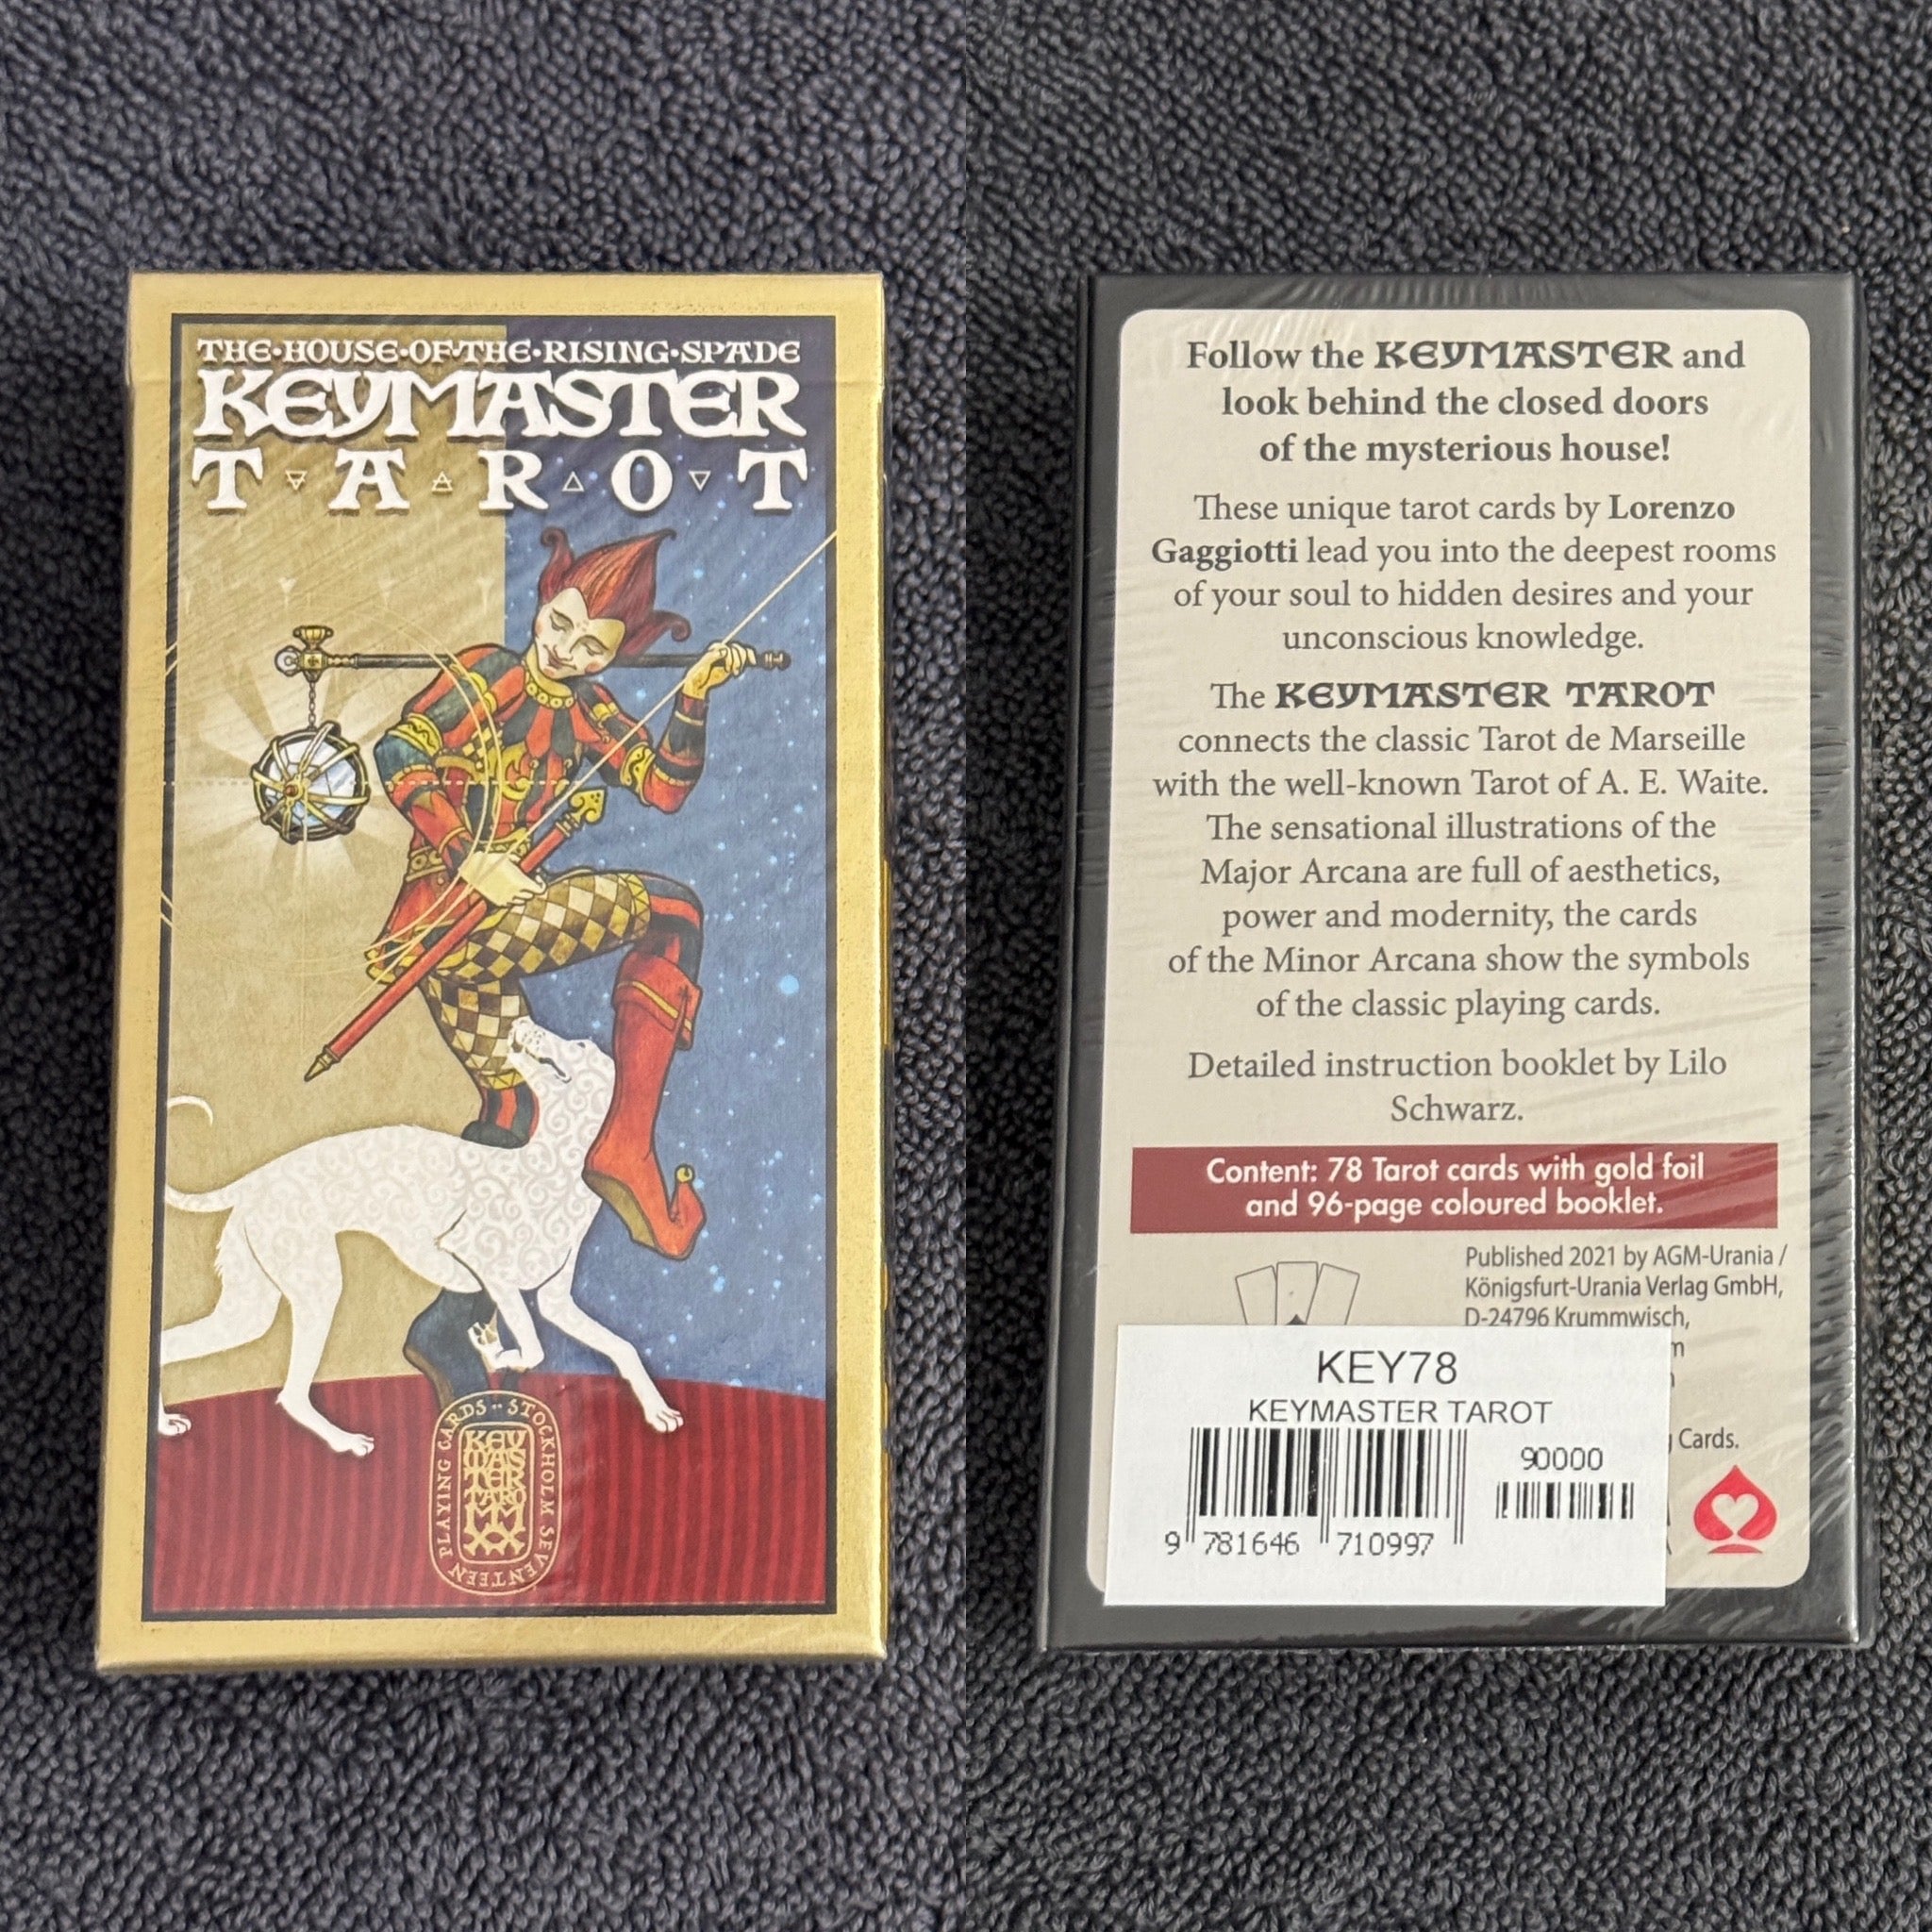 THE·HOUSE·OF·THE·RISING·SPADE
KEYMASTER
TAROT
PLAYING CARDS·STOCKHOLM SEVENTEEN
KEY
MAS
TER
TARO
Follow the KEYMASTER and
look behind the closed doors
of the mysterious house!
These unique tarot cards by Lorenzo
Gaggiotti lead you into the deepest rooms
of your soul to hidden desires and your
unconscious knowledge.
The KEYMASTER TAROT
connects the classic Tarot de Marseille
with the well-known Tarot of A. E. Waite.
The sensational illustrations of the
Major Arcana are full of aesthetics,
power and modernity, the cards
of the Minor Arcana show the symbols
of the classic playing cards.
Detailed instruction booklet by Lilo
Schwarz.
Content: 78 Tarot cards with gold foil
and 96-page coloured booklet.
Published 2021 by AGM-Urania /
Königsfurt-Urania Verlag GmbH,
D-24796 Krummwisch,
Cards.
KEY78
KEYMASTER TAROT
90000
9 781646 710997